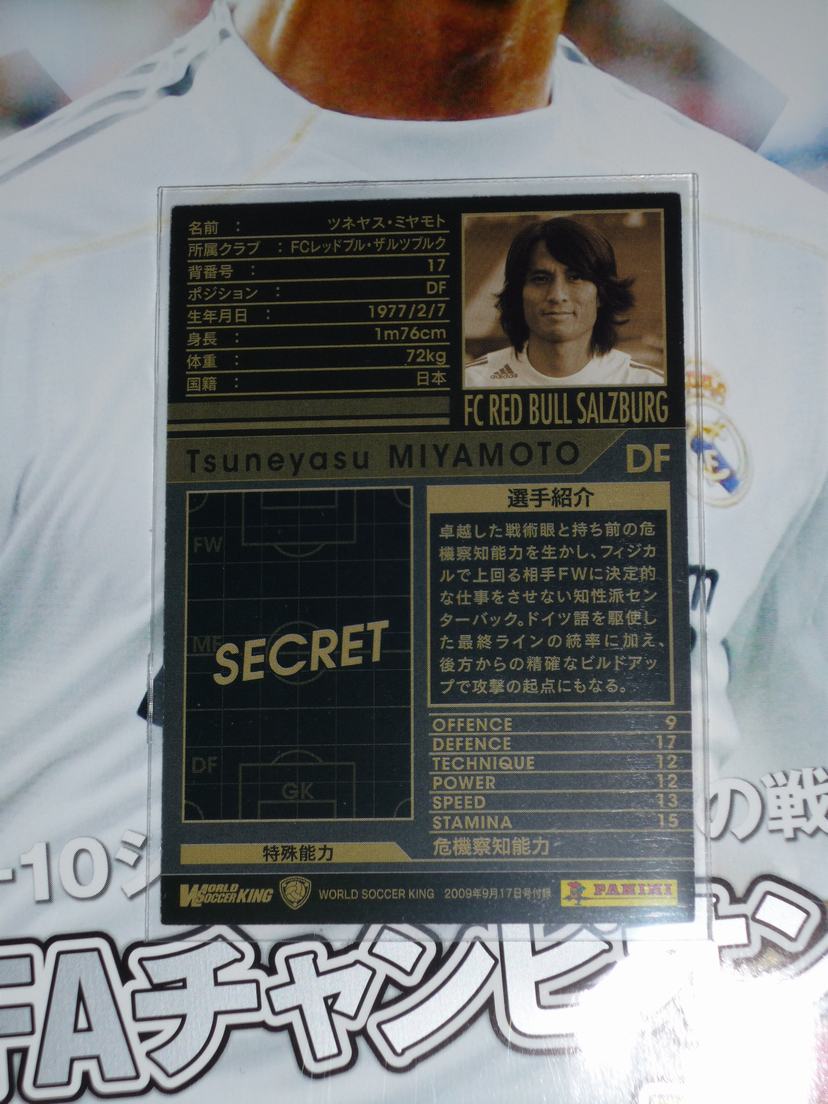 名前 : ツネヤス・ミヤモト
所属クラブ : FCレッドブル・ザルツブルク
背番号 : 17
ポジション : DF
生年月日 : 1977/2/7
身長 : 1m76cm
体重 : 72kg
国籍 : 日本
adidas
FC RED BULL SALZBURG
Tsuneyasu MIYAMOTO DF
FW
MF
SECRET
DF
GK
選手紹介
卓越した戦術眼と持ち前の危
機察知能力を生かし、フィジカ
ルで上回る相手FWに決定的
な仕事をさせない知性派セン
ターバック。ドイツ語を駆使し
た最終ラインの統率に加え、
後方からの精確なビルドアッ
プで攻撃の起点にもなる。
OFFENCE 9
DEFENCE 17
TECHNIQUE 12
POWER 12
SPEED 13
STAMINA 15
特殊能力 危機察知能力
WORLD SOCCER KING WORLD SOCCER KING 2009年9月17日号付録 PANINI
-10シ
の戦
FAチャンピオン